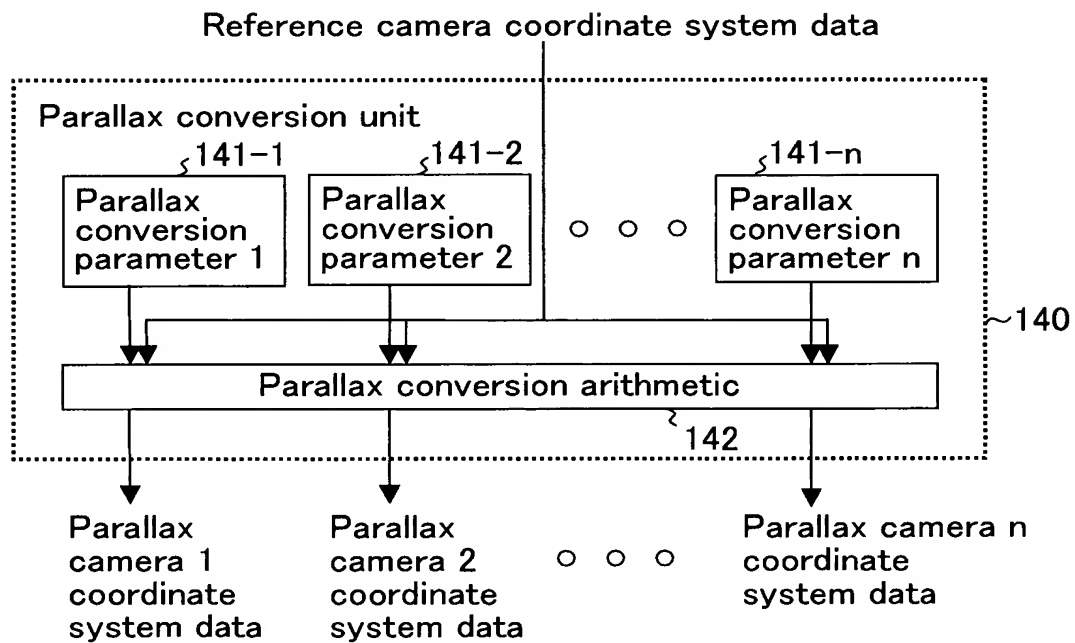 Reference camera coordinate system data
Parallax conversion unit
141-1
141-2
141-n
Parallax
conversion
parameter 1
Parallax
conversion
parameter 2
Parallax
conversion
parameter n
140
Parallax conversion arithmetic
142
Parallax
camera 1
coordinate
system data
Parallax
camera 2
coordinate
system data
Parallax camera n
coordinate
system data